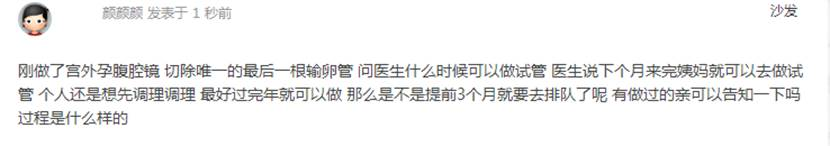 颜颜颜 发表于 1 秒前
沙发
刚做了宫外孕腹腔镜 切除唯一的最后一根输卵管 问医生什么时候可以做试管 医生说下个月来完姨妈就可以去做试
管 个人还是想先调理调理 最好过完年就可以做 那么是不是提前3个月就要去排队了呢 有做过的亲可以告知一下吗
过程是什么样的